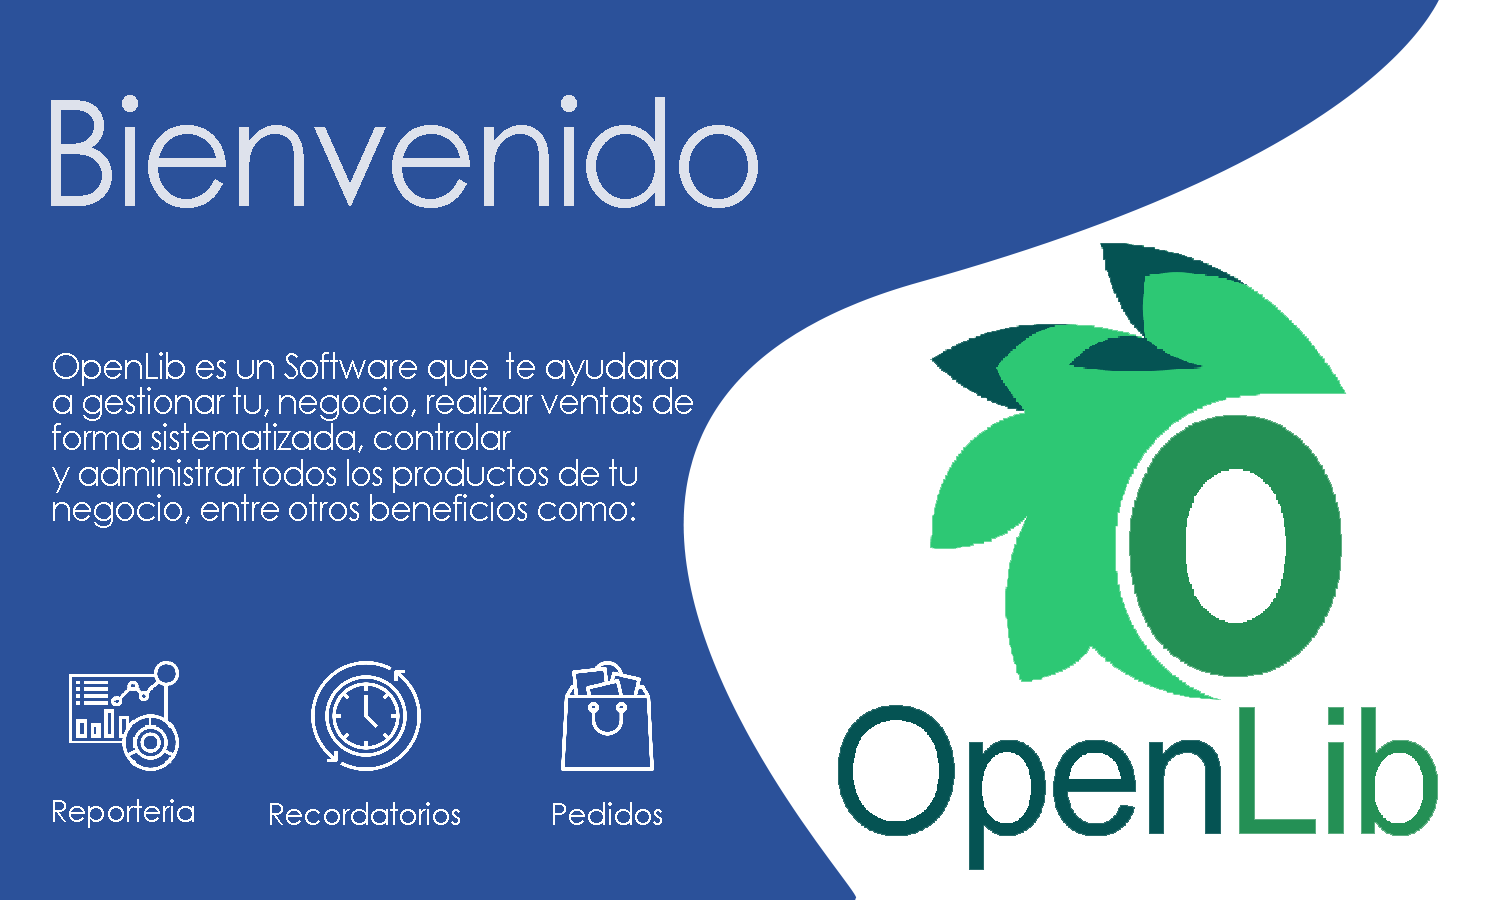 Bienvenido
OpenLib es un Software que  te ayudara
a gestionar tu, negocio, realizar ventas de
forma sistematizada, controlar
y administrar todos los productos de tu
negocio, entre otros beneficios como:
Reporteria
Recordatorios
Pedidos
O
OpenLib